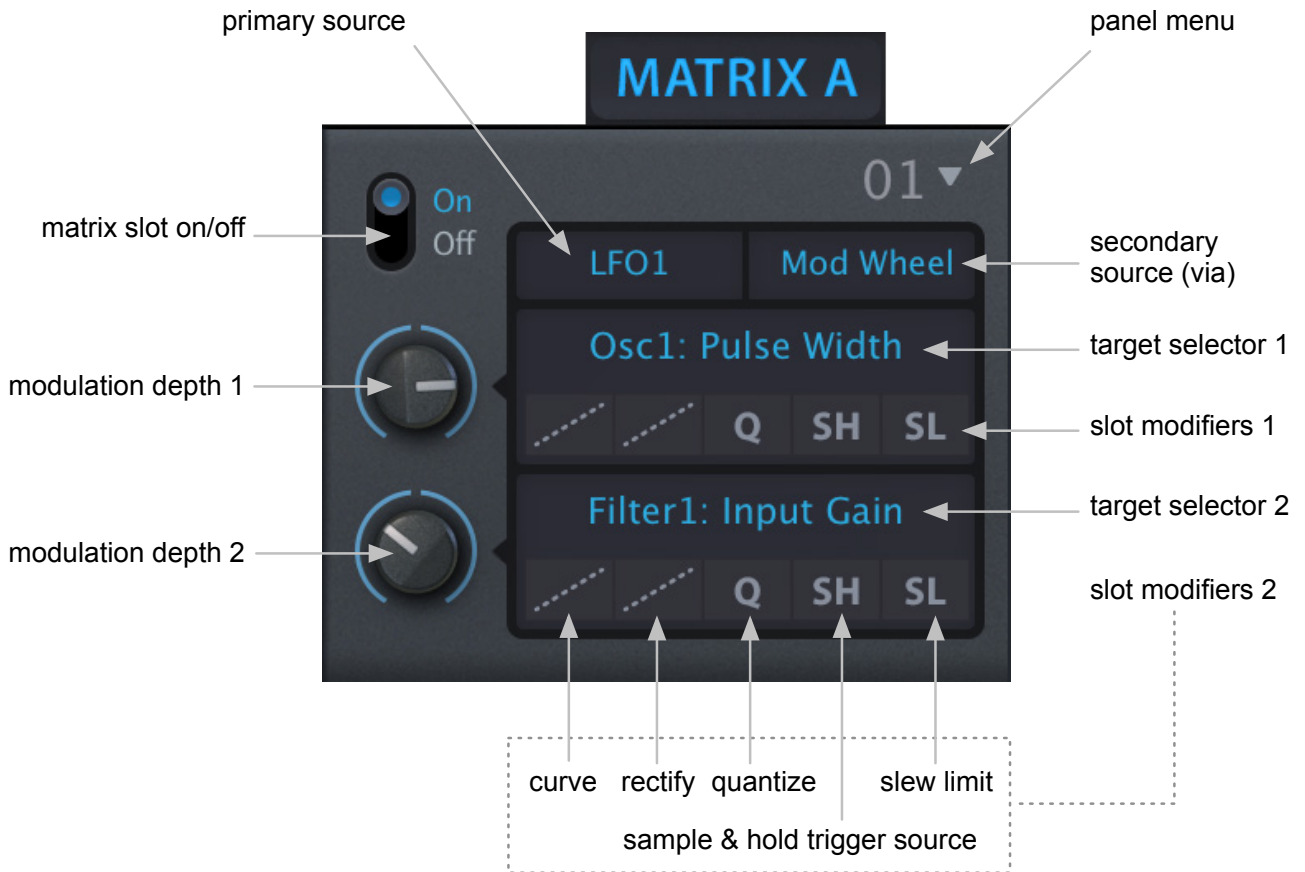 primary source
panel menu
MATRIX A
01
On
Off
matrix slot on/off
LFO1
Mod Wheel
secondary
source (via)
Osc1: Pulse Width
target selector 1
modulation depth 1
Q SH SL
slot modifiers 1
Filter1: Input Gain
target selector 2
modulation depth 2
Q SH SL
slot modifiers 2
curve rectify quantize slew limit
sample & hold trigger source